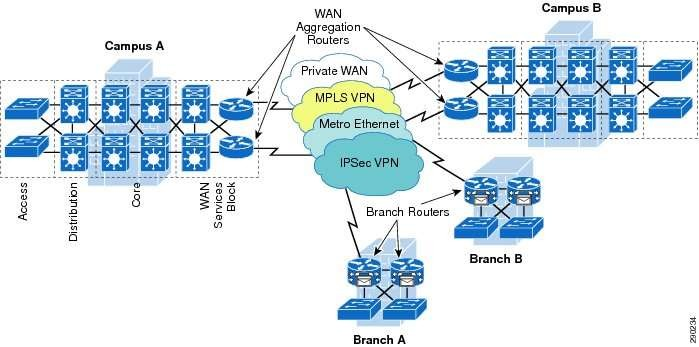 WAN
Aggregation
Routers
Campus B
Campus A
Private WAN
MPLS VPN
Metro Ethernet
IPSec VPN
Access
Distribution
Core
WAN
Services
Block
Branch Routers
Branch B
Branch A
290234